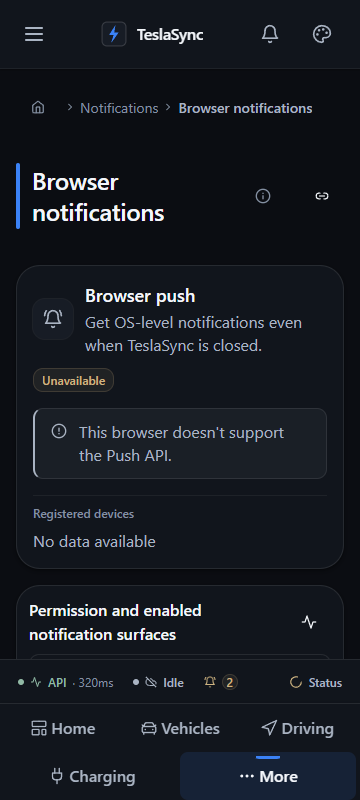 TeslaSync
Notifications > Browser notifications
Browser
notifications
Browser push
Get OS-level notifications even
when TeslaSync is closed.
Unavailable
This browser doesn't support
the Push API.
Registered devices
No data available
Permission and enabled
notification surfaces
API · 320ms Idle 2 Status
Home Vehicles Driving
Charging ··· More